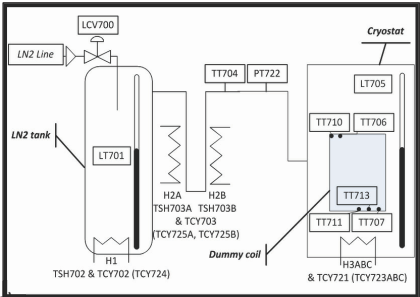 LCV700
Cryostat
LN2 Line
TT704
PT722
LT705
TT710
TT706
LN2 tank
LT701
TT713
H2A
H2B
TSH703A
TSH703B
& TCY703
(TCY725A, TCY725B)
TT711
TT707
Dummy coil
H1
TSH702 & TCY702 (TCY724)
H3ABC
& TCY721 (TCY723ABC)